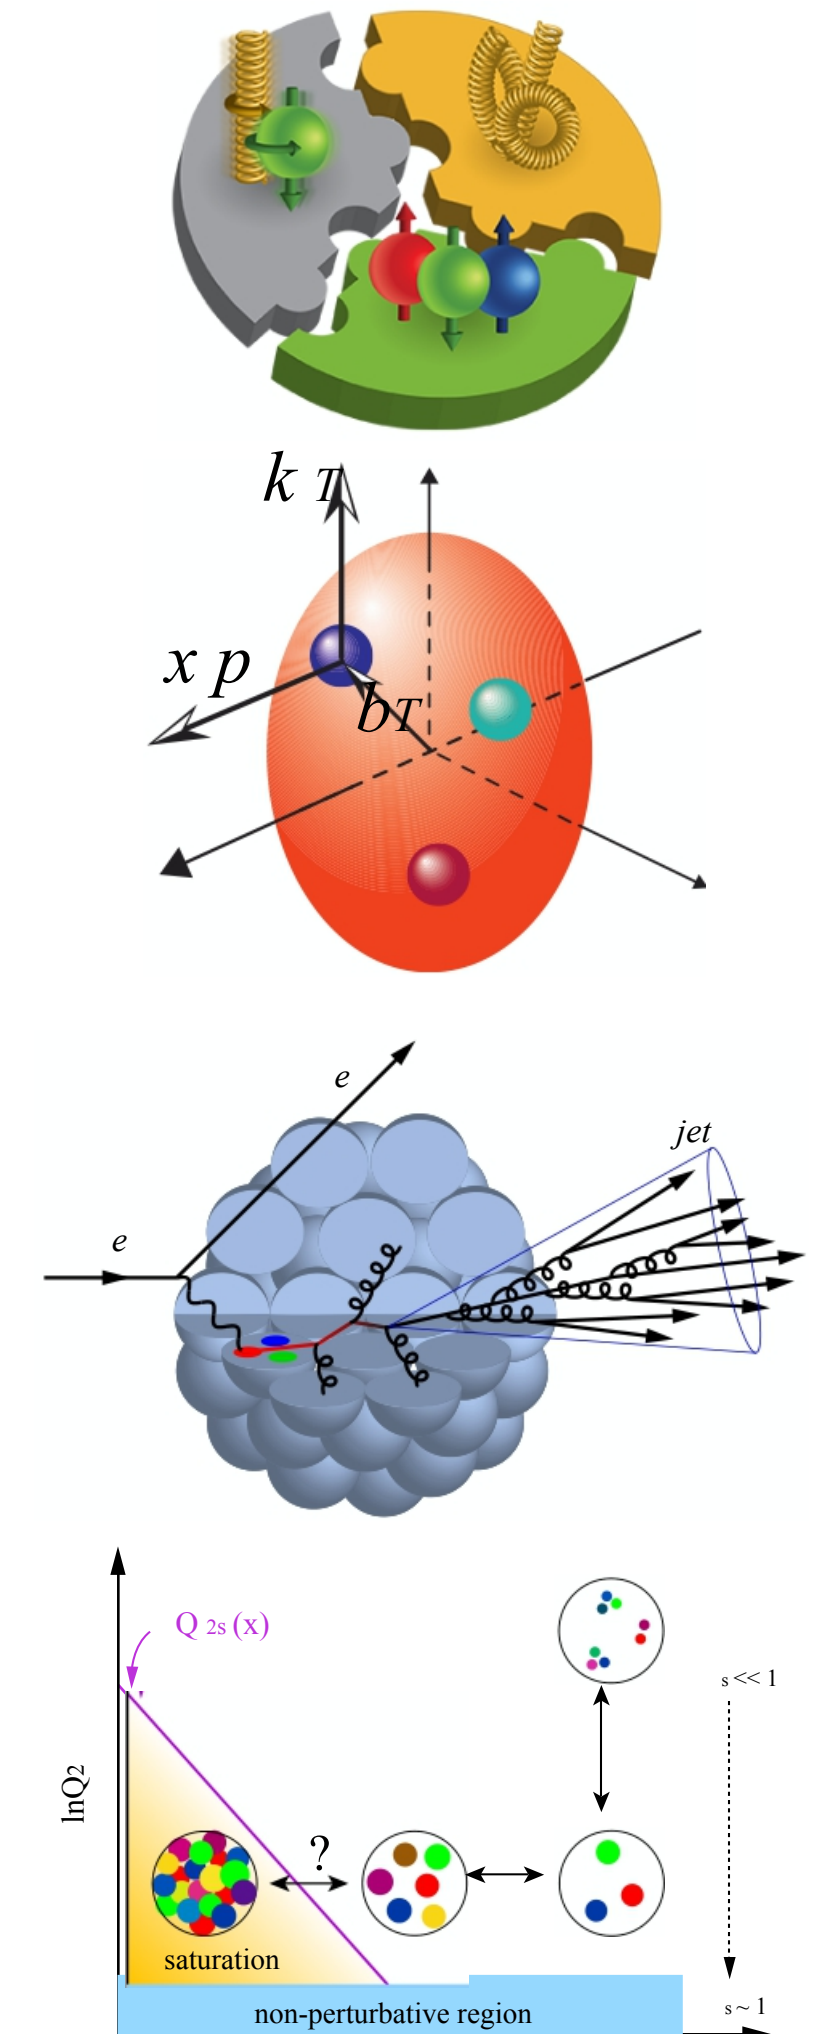 k T
x p
bT
e
jet
e
Q 2s (x)
s << 1
lnQ2
?
saturation
s ~ 1
non-perturbative region